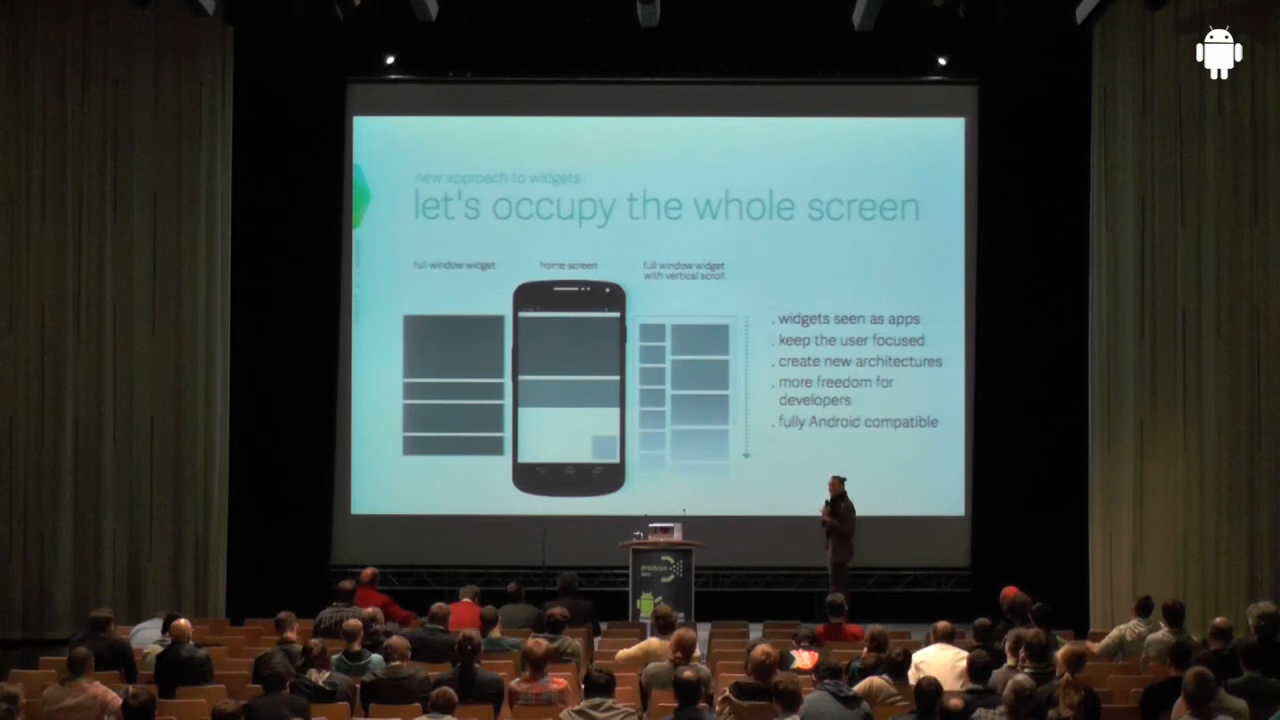 new approach to widgets
let's occupy the whole screen
full window widget
home screen
full window widget
with vertical scroll
. widgets seen as apps
. keep the user focused
. create new architectures
. more freedom for
developers
. fully Android compatible
droidcon